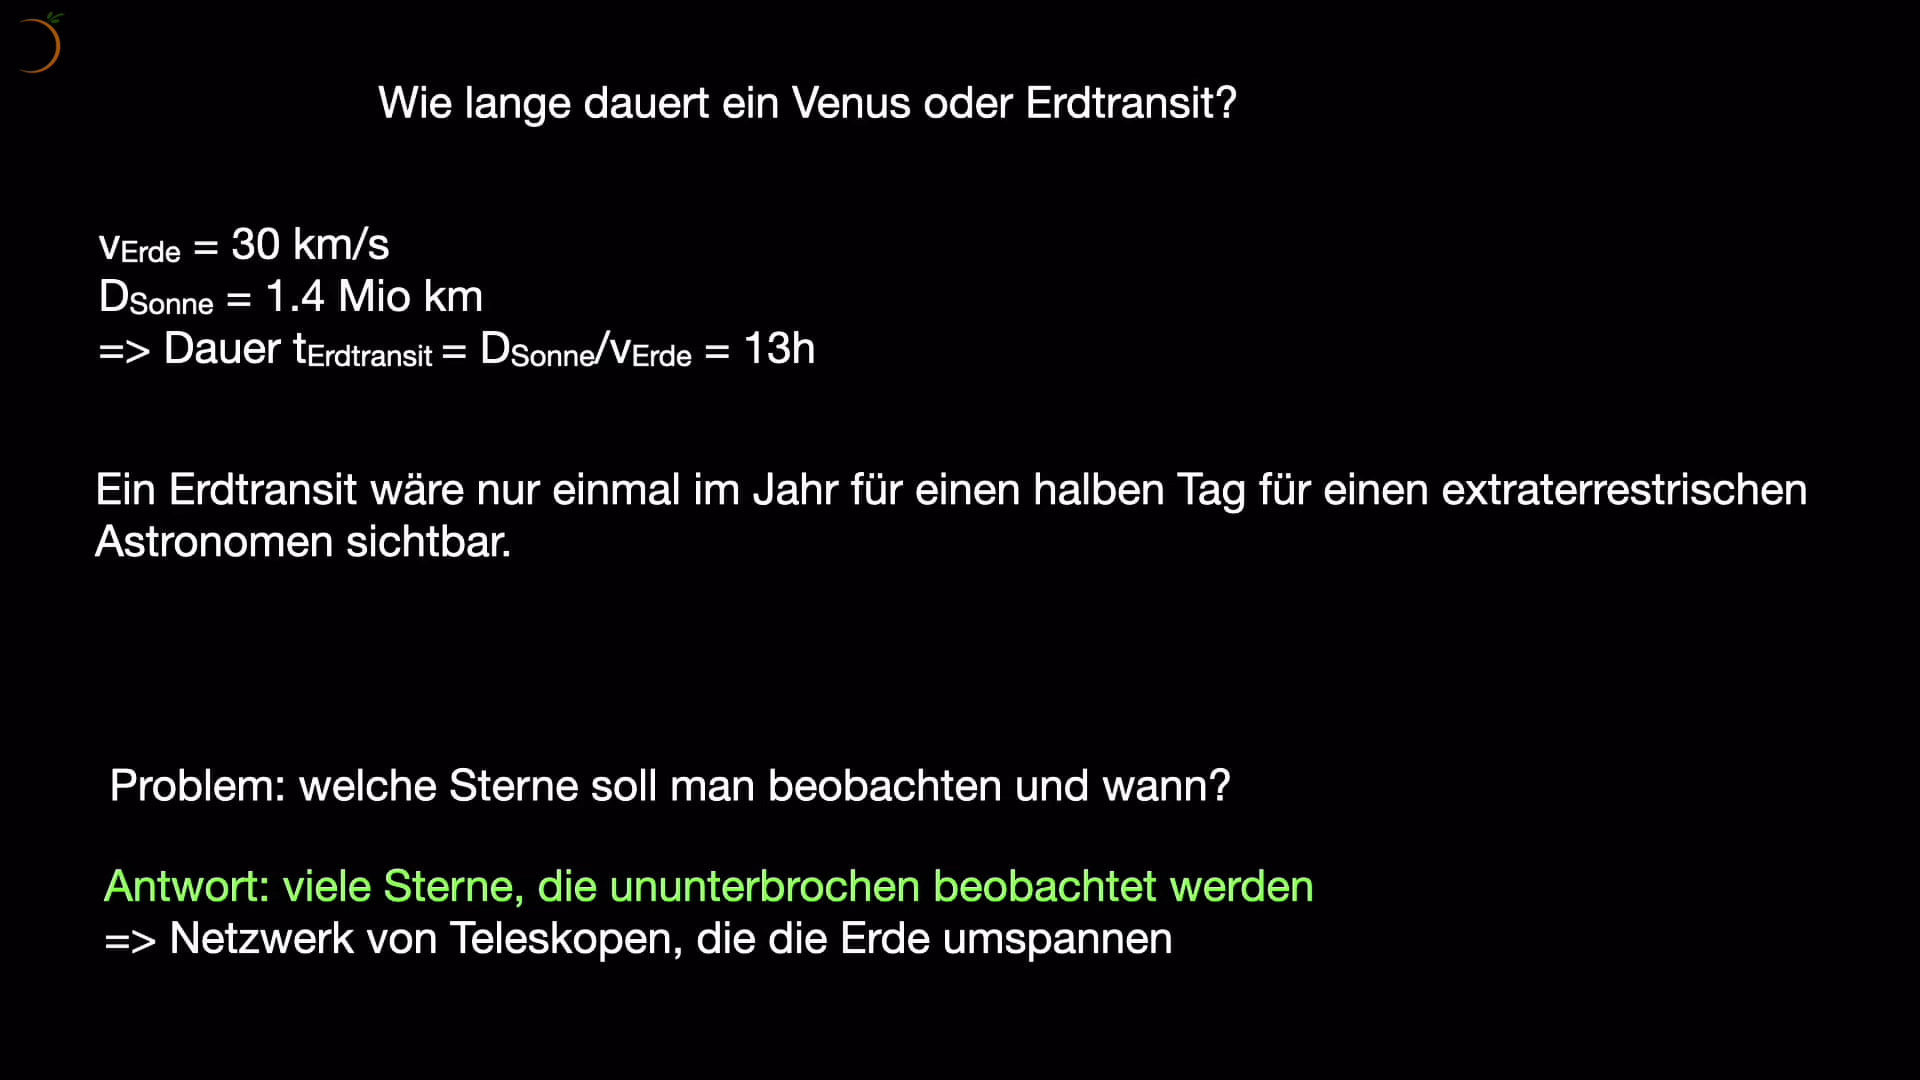 Wie lange dauert ein Venus oder Erdtransit?
vErde = 30 km/s
DSonne = 1.4 Mio km
=> Dauer tErdtransit = DSonne/vErde = 13h
Ein Erdtransit wäre nur einmal im Jahr für einen halben Tag für einen extraterrestrischen
Astronomen sichtbar.
Problem: welche Sterne soll man beobachten und wann?
Antwort: viele Sterne, die ununterbrochen beobachtet werden
=> Netzwerk von Teleskopen, die die Erde umspannen